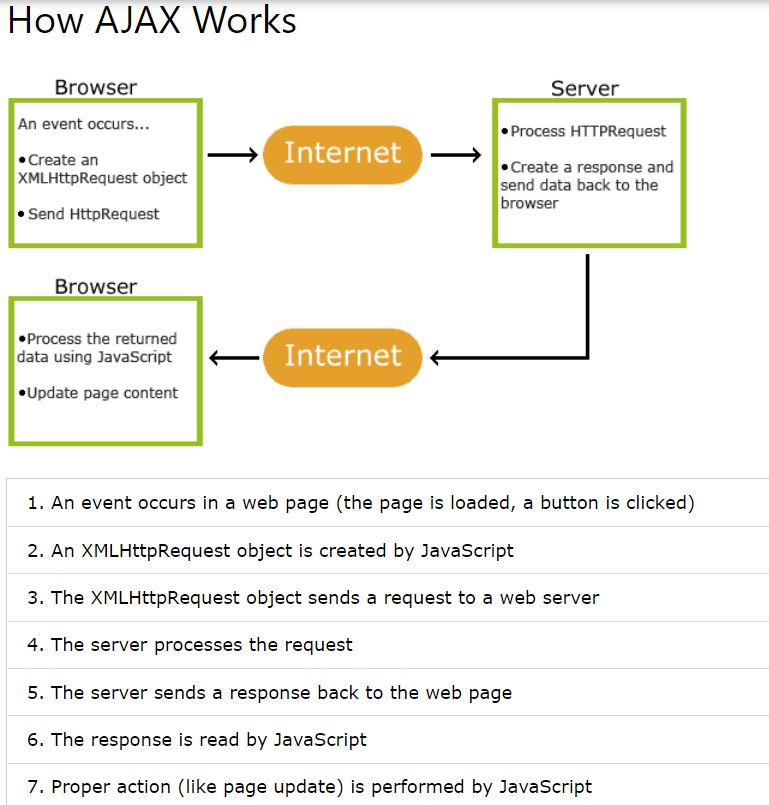 How AJAX Works
Browser
An event occurs...
•Create an
XMLHttpRequest object
• Send HttpRequest
Internet
Server
•Process HTTPRequest
•Create a response and
send data back to the
browser
Browser
•Process the returned
data using JavaScript
•Update page content
Internet
1. An event occurs in a web page (the page is loaded, a button is clicked)
2. An XMLHttpRequest object is created by JavaScript
3. The XMLHttpRequest object sends a request to a web server
4. The server processes the request
5. The server sends a response back to the web page
6. The response is read by JavaScript
7. Proper action (like page update) is performed by JavaScript